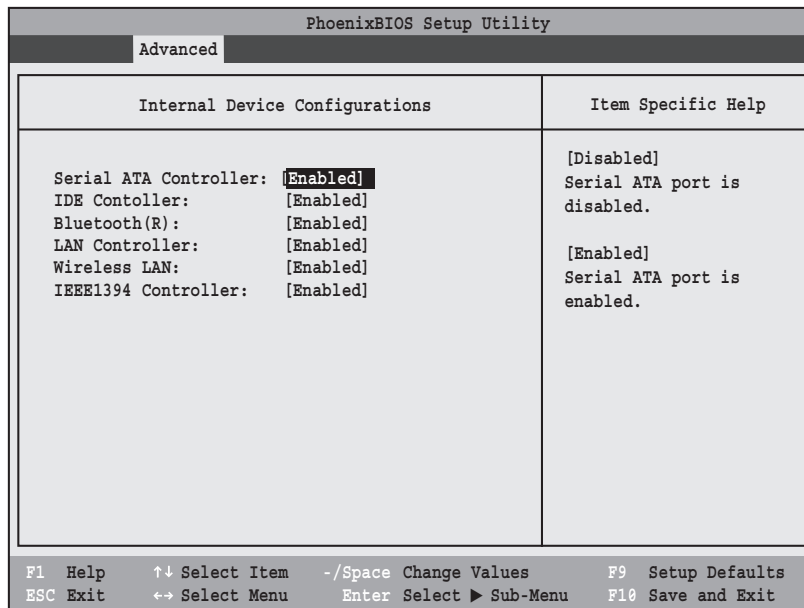 PhoenixBIOS Setup Utility
Advanced
Internal Device Configurations
Serial ATA Controller: [Enabled]
IDE Contoller: [Enabled]
Bluetooth(R): [Enabled]
LAN Controller: [Enabled]
Wireless LAN: [Enabled]
IEEE1394 Controller: [Enabled]
Item Specific Help
[Disabled]
Serial ATA port is
disabled.
[Enabled]
Serial ATA port is
enabled.
F1 Help ↑↓ Select Item -/Space Change Values F9 Setup Defaults
ESC Exit ←→ Select Menu Enter Select ▶ Sub-Menu F10 Save and Exit